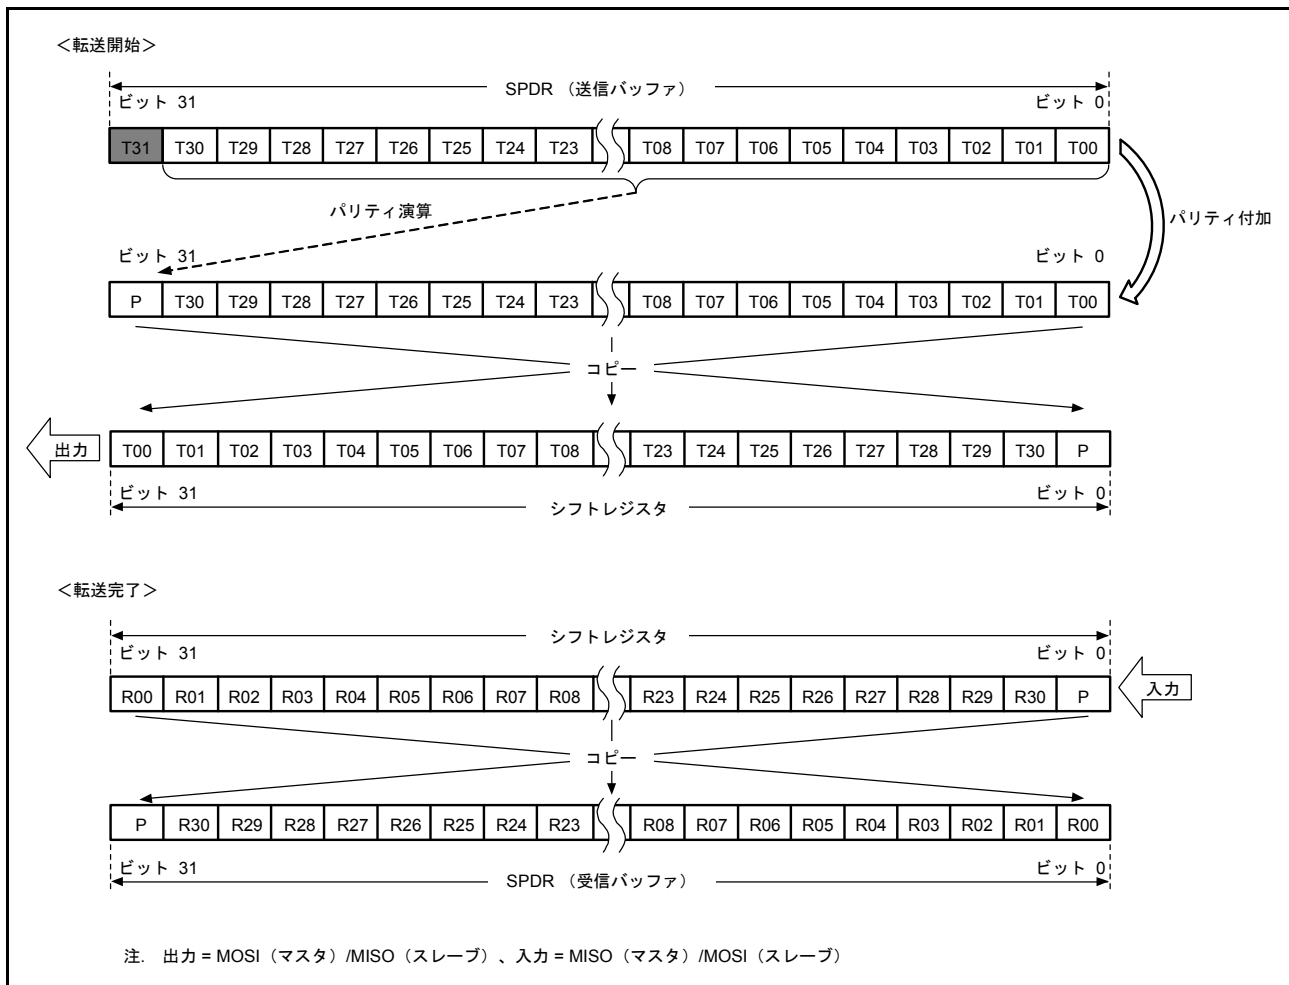 ＜転送開始＞
SPDR （送信バッファ）
ビット 31 ビット 0
T31 T30 T29 T28 T27 T26 T25 T24 T23 T08 T07 T06 T05 T04 T03 T02 T01 T00
パリティ演算
パリティ付加
ビット 31 ビット 0
P T30 T29 T28 T27 T26 T25 T24 T23 T08 T07 T06 T05 T04 T03 T02 T01 T00
コピー
出力 T00 T01 T02 T03 T04 T05 T06 T07 T08 T23 T24 T25 T26 T27 T28 T29 T30 P
ビット 31 ビット 0
シフトレジスタ
＜転送完了＞
シフトレジスタ
ビット 31 ビット 0
R00 R01 R02 R03 R04 R05 R06 R07 R08 R23 R24 R25 R26 R27 R28 R29 R30 P 入力
コピー
P R30 R29 R28 R27 R26 R25 R24 R23 R08 R07 R06 R05 R04 R03 R02 R01 R00
ビット 31 ビット 0
SPDR （受信バッファ）
注. 出力 = MOSI（マスタ）/MISO（スレーブ）、入力 = MISO（マスタ）/MOSI（スレーブ）